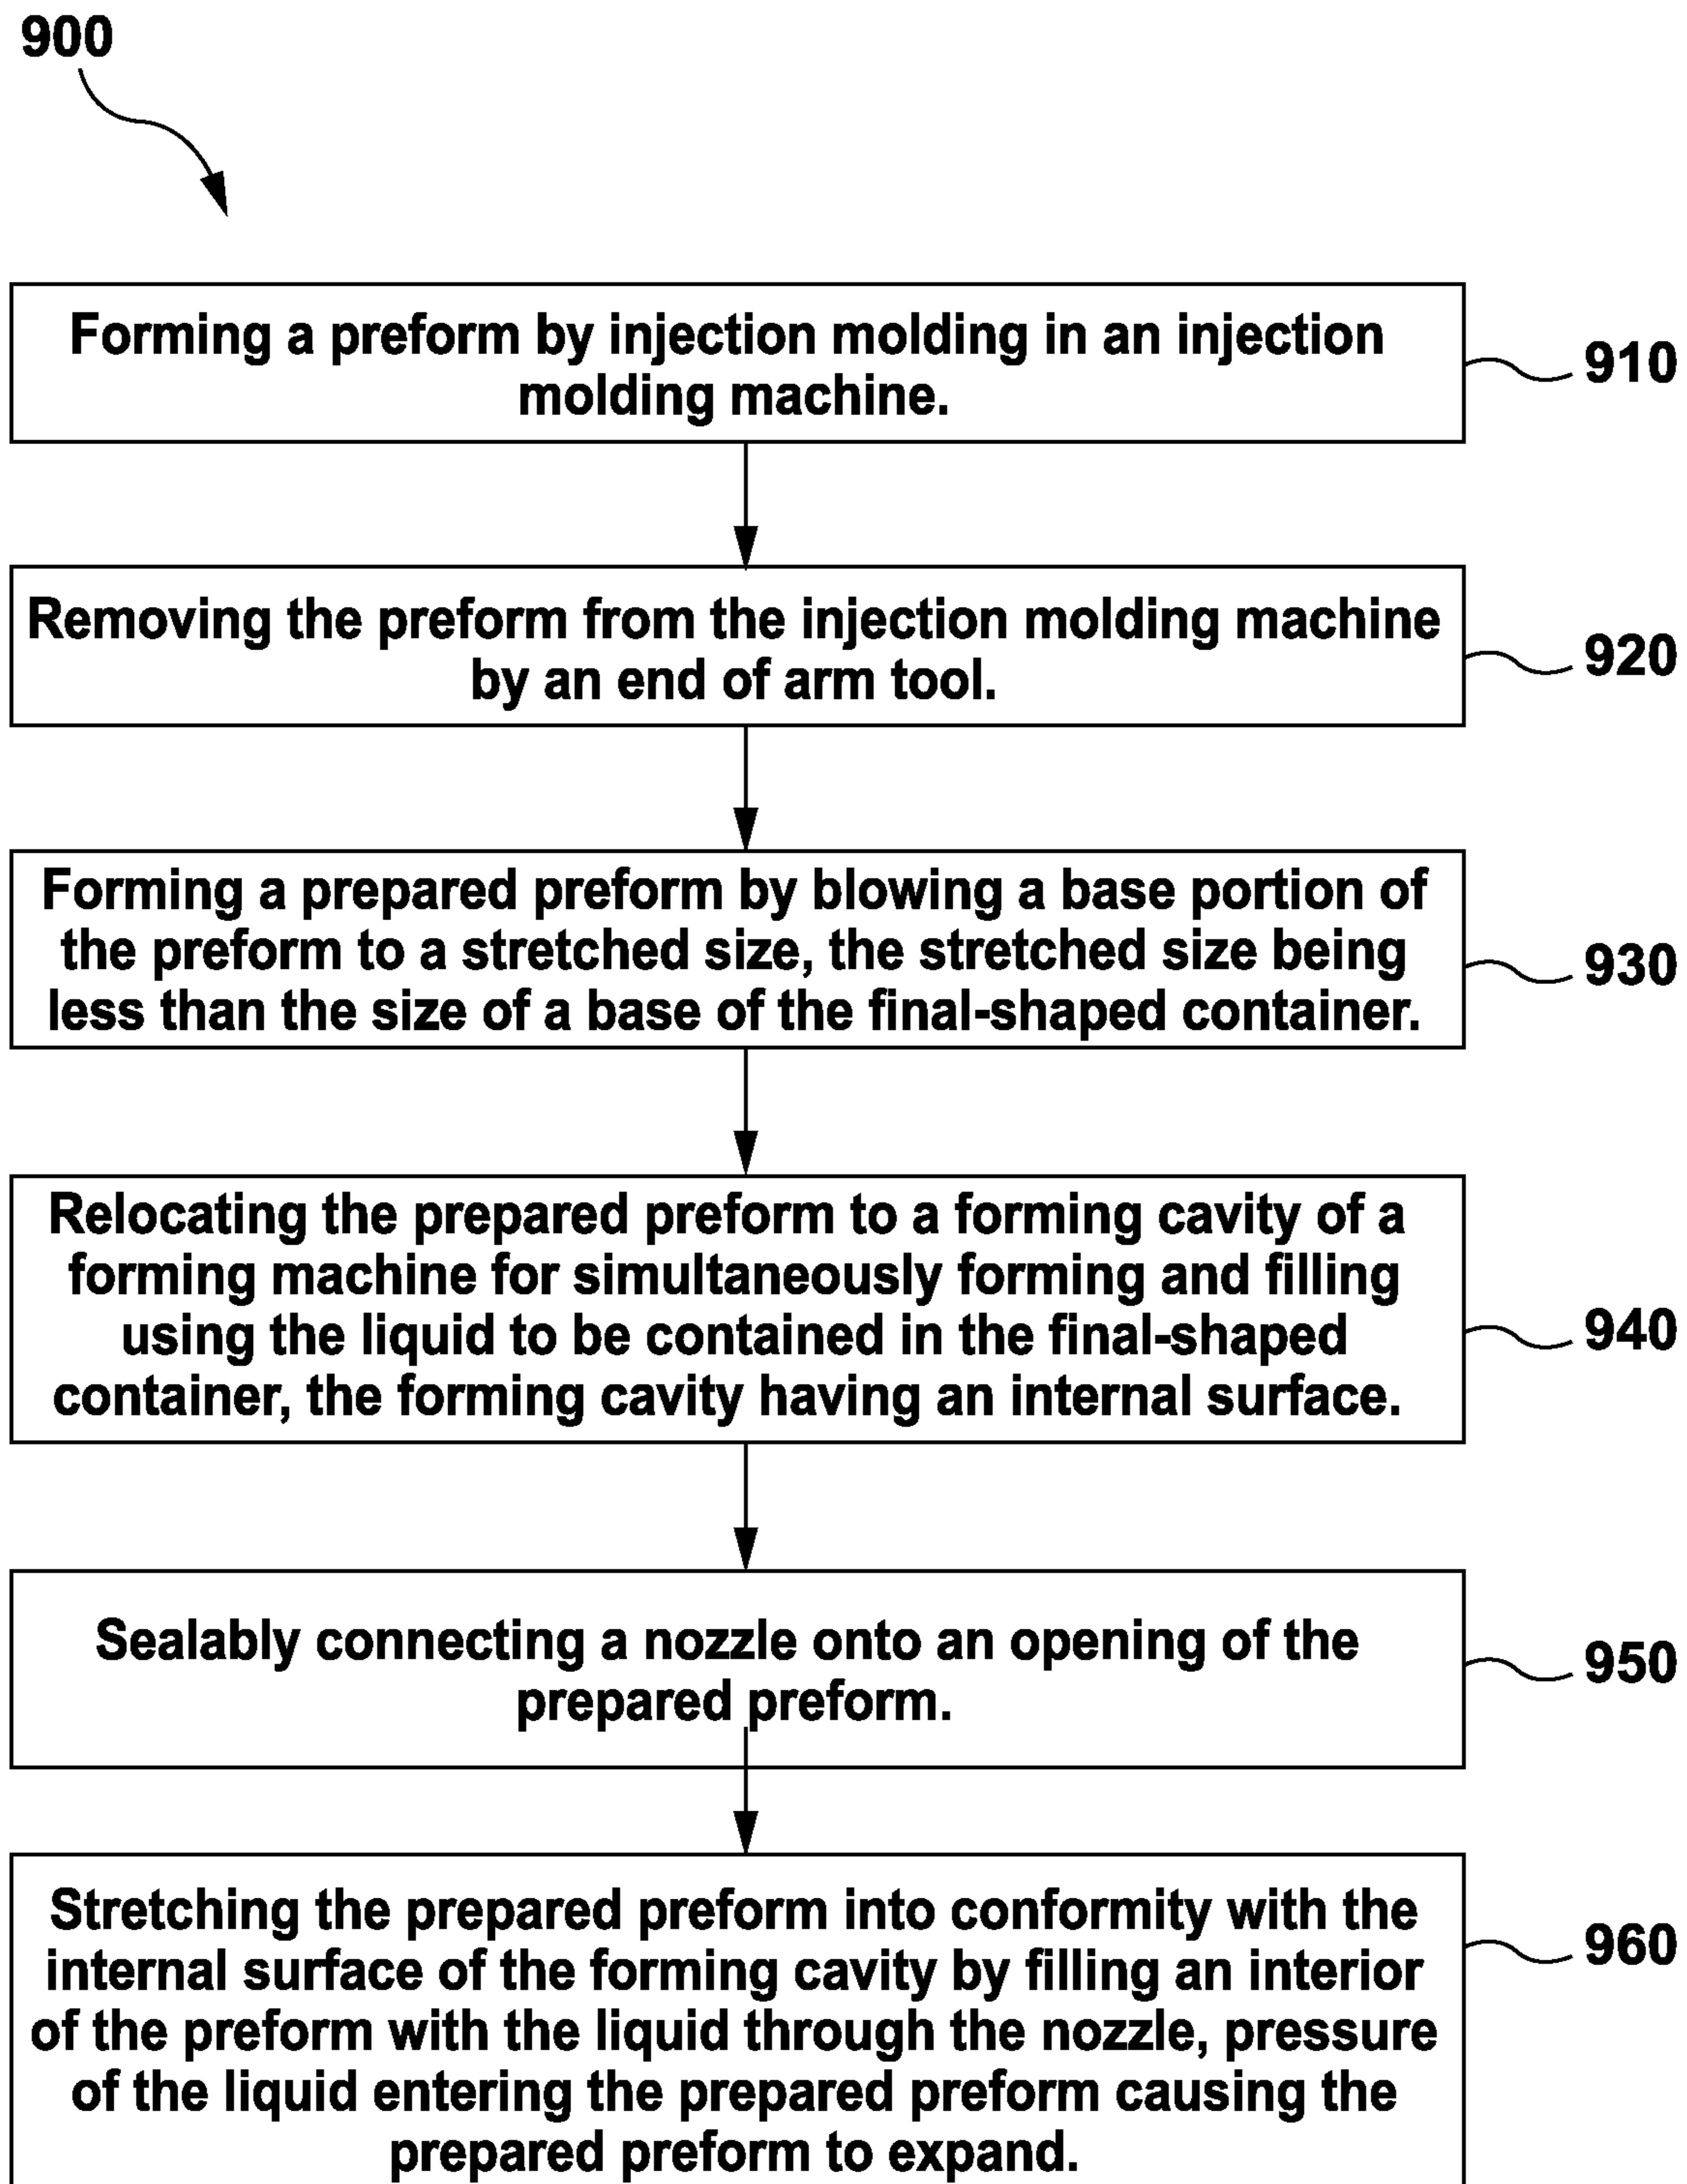 900
Forming a preform by injection molding in an injection
molding machine.
910
Removing the preform from the injection molding machine
by an end of arm tool.
920
Forming a prepared preform by blowing a base portion of
the preform to a stretched size, the stretched size being
less than the size of a base of the final-shaped container.
930
Relocating the prepared preform to a forming cavity of a
forming machine for simultaneously forming and filling
using the liquid to be contained in the final-shaped
container, the forming cavity having an internal surface.
940
Sealably connecting a nozzle onto an opening of the
prepared preform.
950
Stretching the prepared preform into conformity with the
internal surface of the forming cavity by filling an interior
of the preform with the liquid through the nozzle, pressure
of the liquid entering the prepared preform causing the
prepared preform to expand.
960